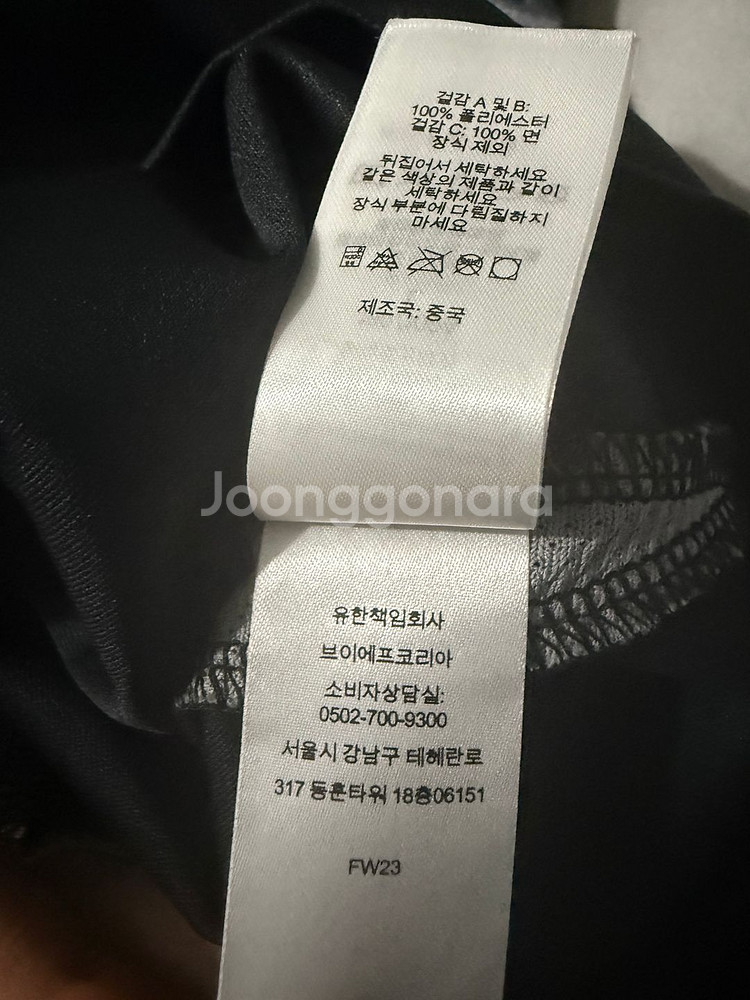 겉감 A 및 B:
100% 폴리에스터
겉감 C: 100% 면
장식 제외
뒤집어서 세탁하세요
같은 색상의 제품과 같이
세탁하세요
장식 부분에 다림질하지
마세요
제조국: 중국
Joonggonara
유한책임회사
브이에프코리아
소비자상담실:
0502-700-9300
서울시 강남구 테헤란로
317 동훈타워 18층06151
FW23